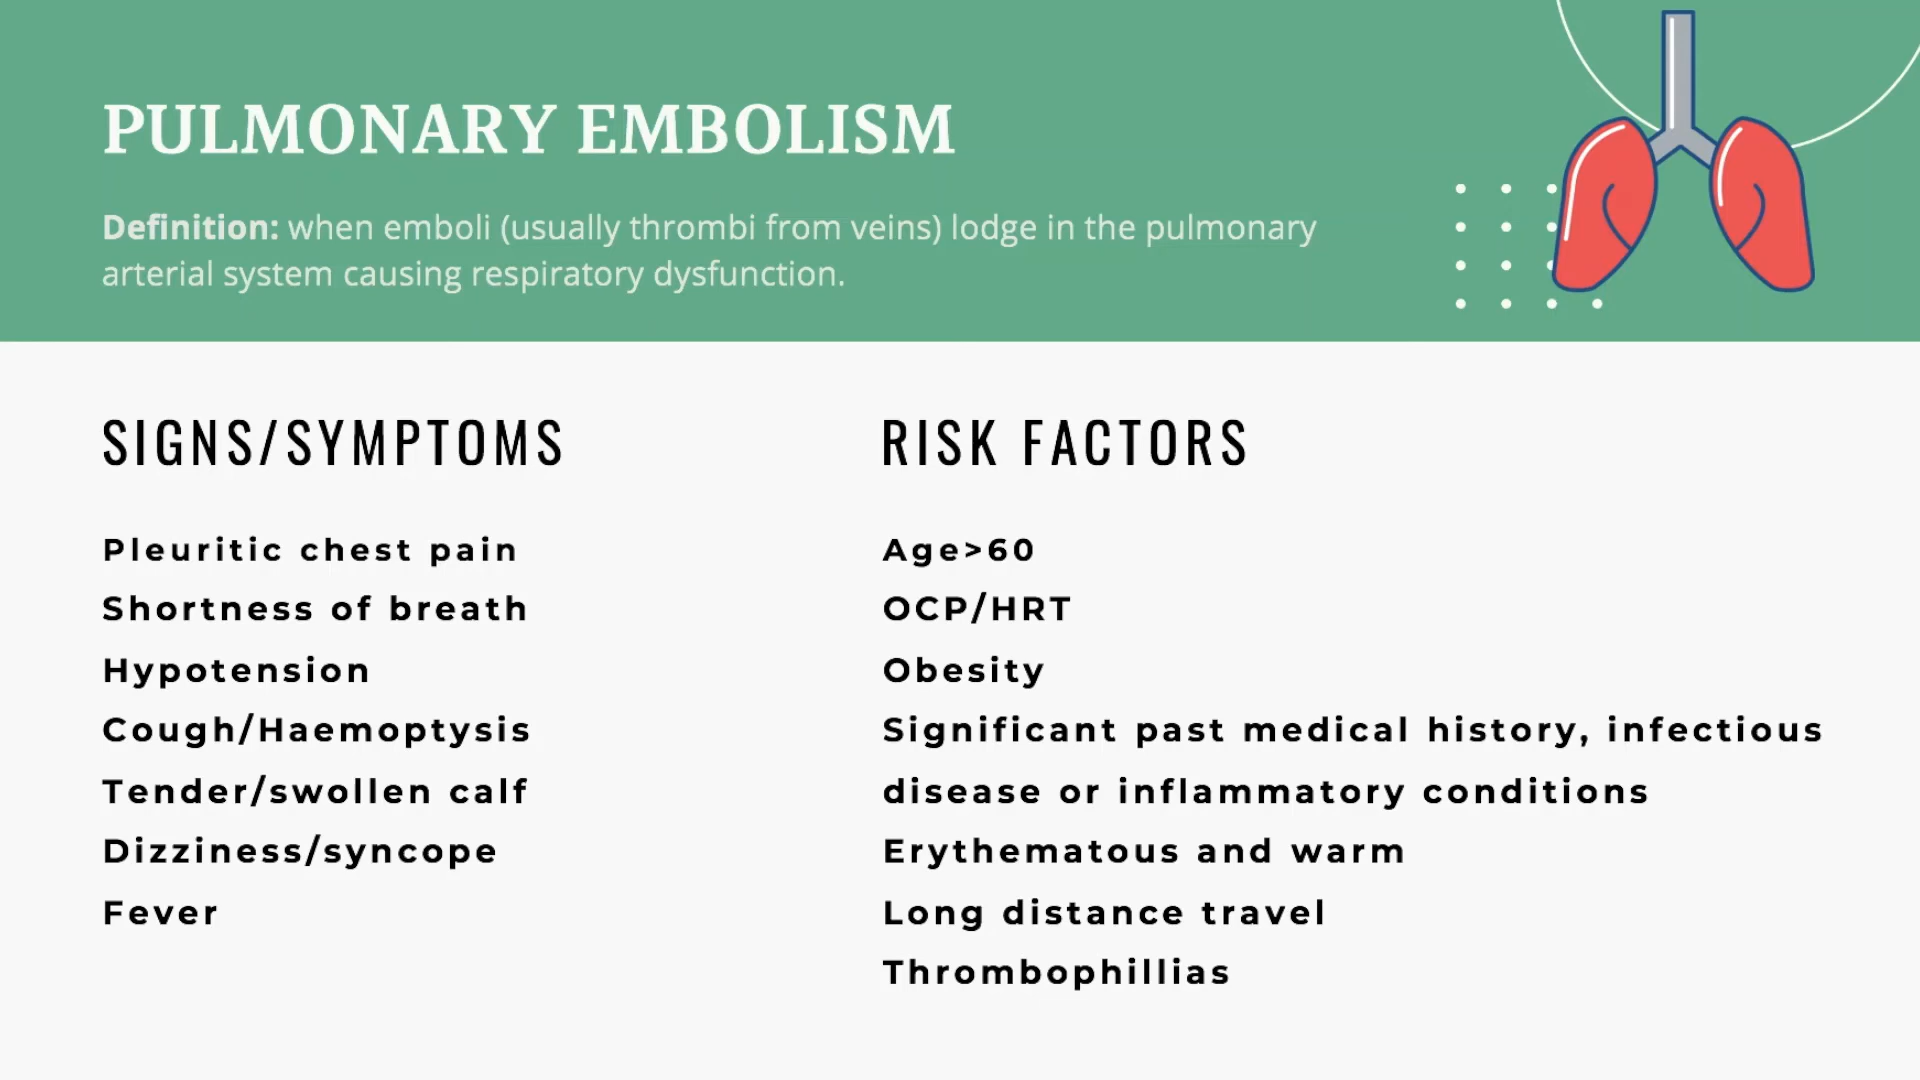 PULMONARY EMBOLISM
Definition: when emboli (usually thrombi from veins) lodge in the pulmonary
arterial system causing respiratory dysfunction.
SIGNS/SYMPTOMS
Pleuritic chest pain
Shortness of breath
Hypotension
Cough/Haemoptysis
Tender/swollen calf
Dizziness/syncope
Fever
RISK FACTORS
Age>60
OCP/HRT
Obesity
Significant past medical history, infectious
disease or inflammatory conditions
Erythematous and warm
Long distance travel
Thrombophillias